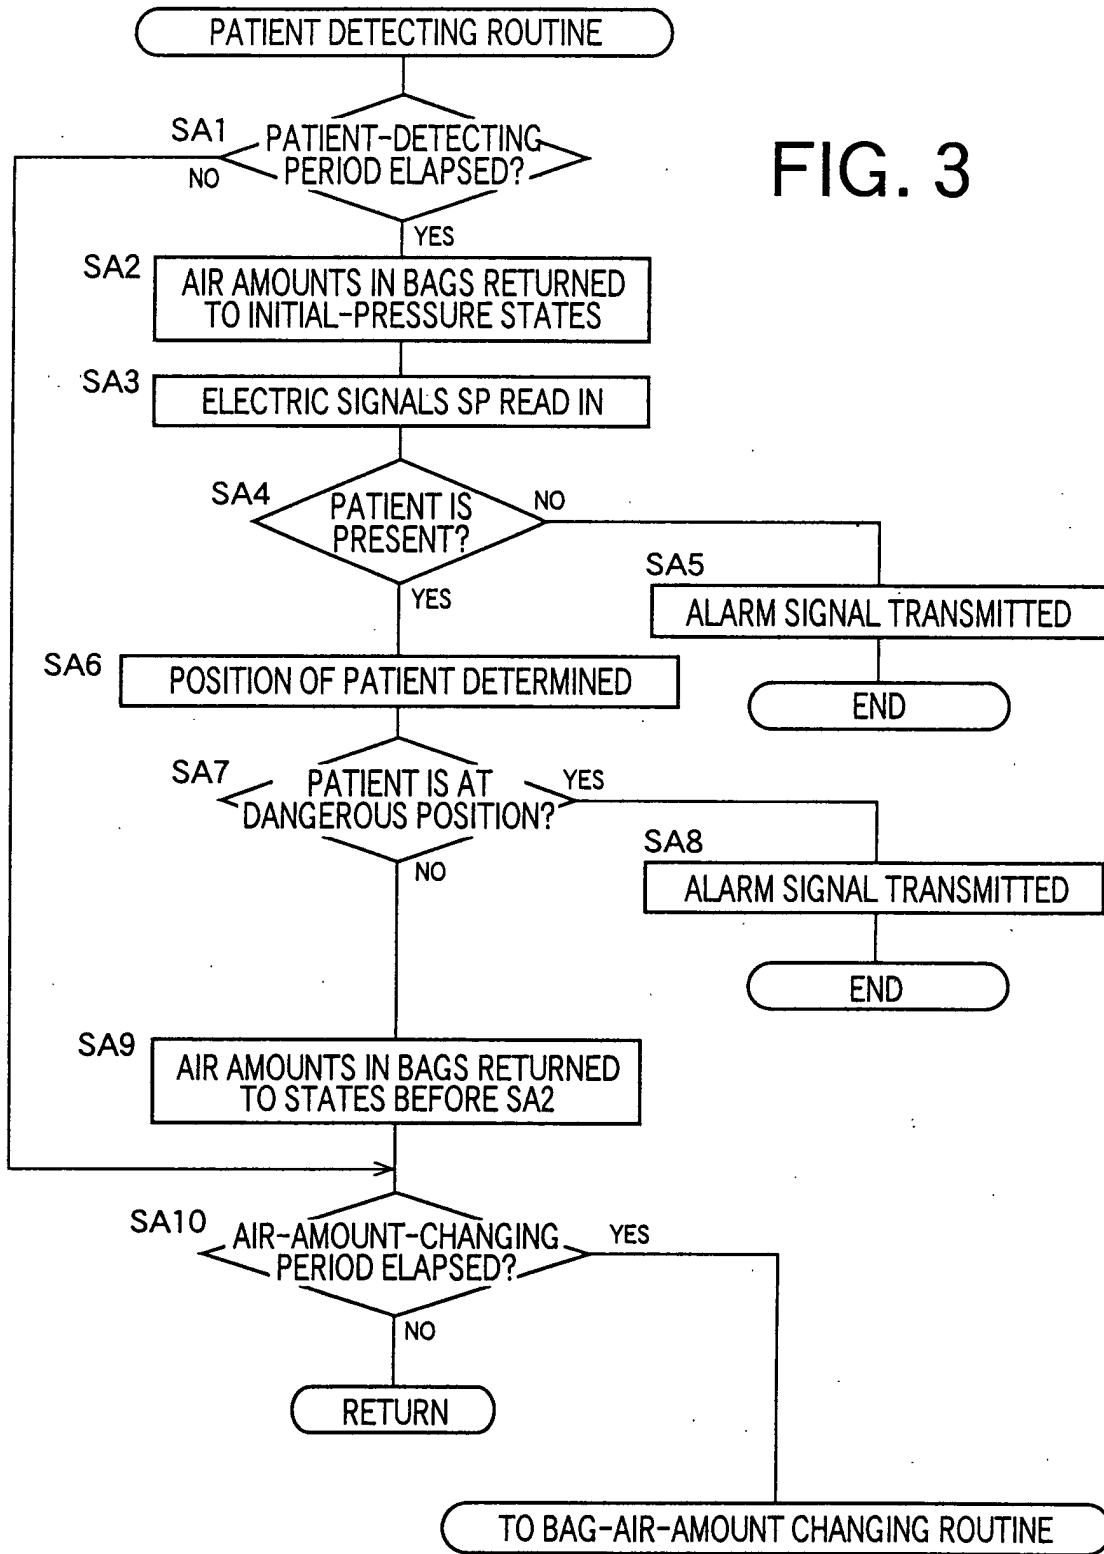 PATIENT DETECTING ROUTINE
FIG. 3
SA1
PATIENT-DETECTING
PERIOD ELAPSED?
NO
YES
SA2
AIR AMOUNTS IN BAGS RETURNED
TO INITIAL-PRESSURE STATES
SA3
ELECTRIC SIGNALS SP READ IN
SA4
PATIENT IS
PRESENT?
NO
YES
SA5
ALARM SIGNAL TRANSMITTED
END
SA6
POSITION OF PATIENT DETERMINED
SA7
PATIENT IS AT
DANGEROUS POSITION?
YES
NO
SA8
ALARM SIGNAL TRANSMITTED
END
SA9
AIR AMOUNTS IN BAGS RETURNED
TO STATES BEFORE SA2
SA10
AIR-AMOUNT-CHANGING
PERIOD ELAPSED?
YES
NO
RETURN
TO BAG-AIR-AMOUNT CHANGING ROUTINE